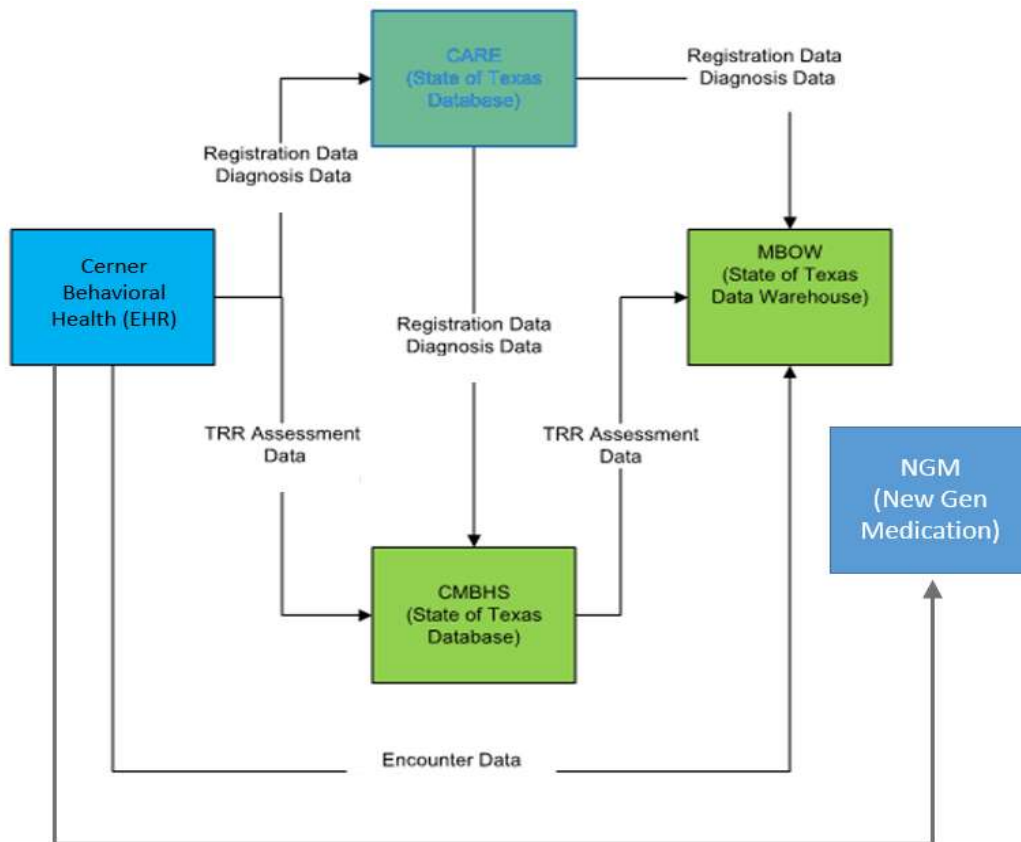 CARE
(State of Texas
Database)
Registration Data
Diagnosis Data
Registration Data
Diagnosis Data
Cerner
Behavioral
Health (EHR)
MBOW
(State of Texas
Data Warehouse)
Registration Data
Diagnosis Data
TRR Assessment
Data
TRR Assessment
Data
NGM
(New Gen
Medication)
CMBHS
(State of Texas
Database)
Encounter Data